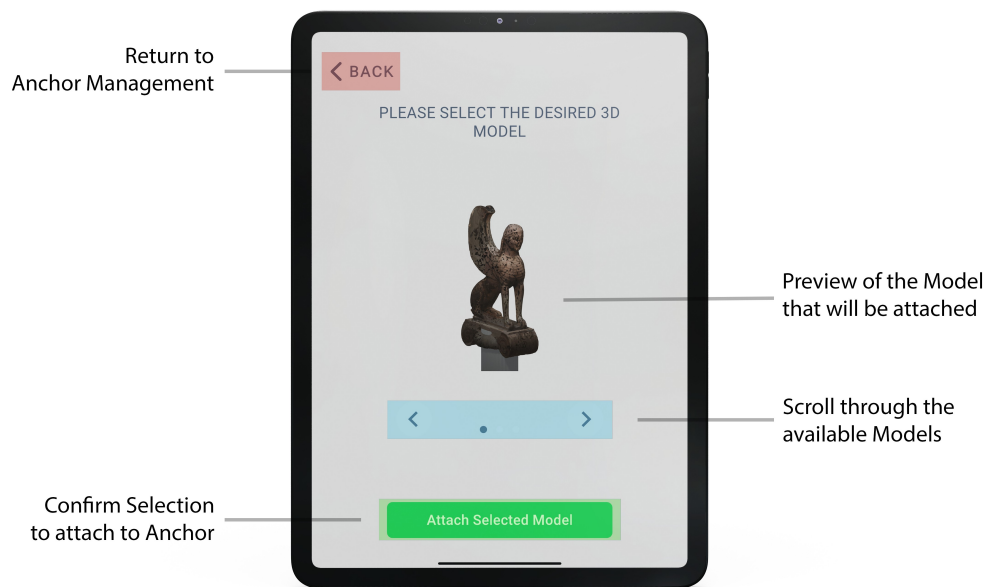 Return to
Anchor Management
BACK
PLEASE SELECT THE DESIRED 3D
MODEL
Preview of the Model
that will be attached
Scroll through the
available Models
Confirm Selection
to attach to Anchor
Attach Selected Model